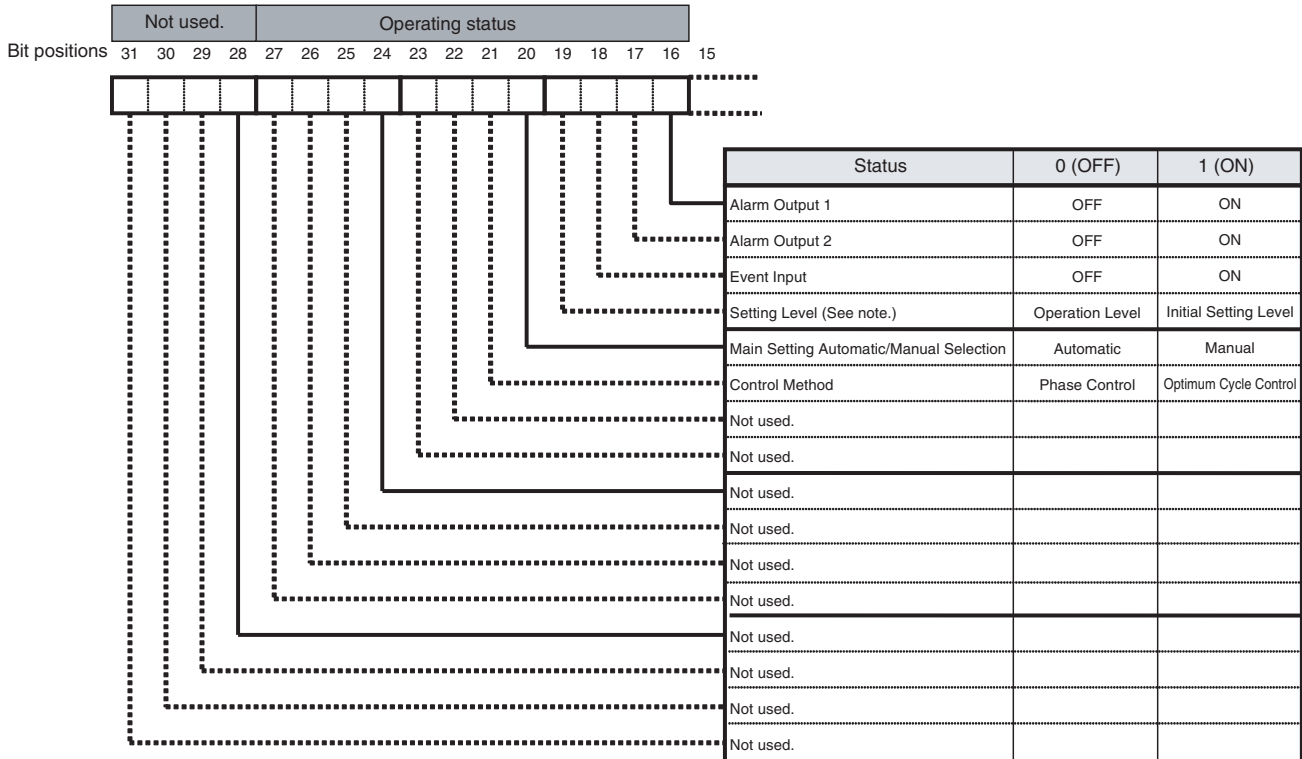 Not used. Operating status
Bit positions 31 30 29 28 27 26 25 24 23 22 21 20 19 18 17 16 15
Status 0 (OFF) 1 (ON)
Alarm Output 1 OFF ON
Alarm Output 2 OFF ON
Event Input OFF ON
Setting Level (See note.) Operation Level Initial Setting Level
Main Setting Automatic/Manual Selection Automatic Manual
Control Method Phase Control Optimum Cycle Control
Not used.
Not used.
Not used.
Not used.
Not used.
Not used.
Not used.
Not used.
Not used.
Not used.